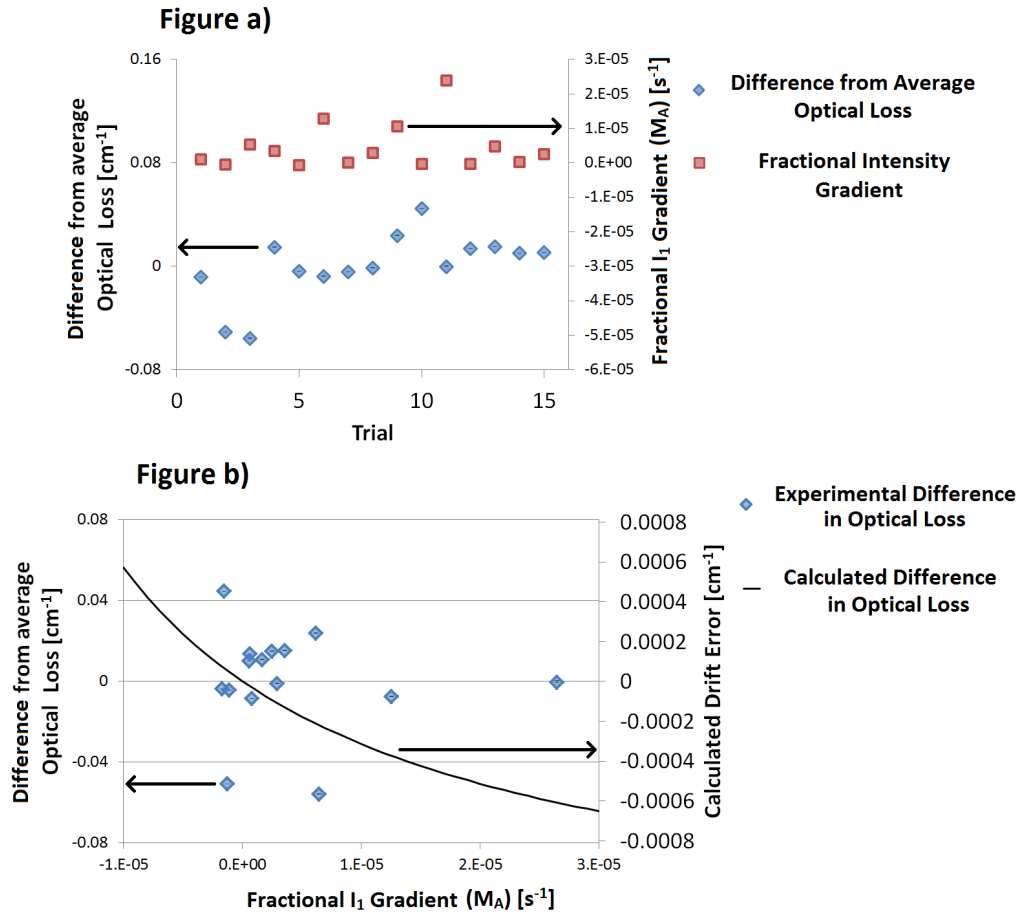 Figure a)
Difference from average
Optical Loss [cm-1]
0.16
0.08
0
-0.08
0
5
10
15
Trial
3.E-05
2.E-05
1.E-05
0.E+00
-1.E-05
-2.E-05
-3.E-05
-4.E-05
-5.E-05
-6.E-05
Fractional I1 Gradient (MA) [s-1]
Difference from Average
Optical Loss
Fractional Intensity
Gradient
Figure b)
Difference from average
Optical Loss [cm-1]
0.08
0.04
0
-0.04
-0.08
-1.E-05
0.E+00
1.E-05
2.E-05
3.E-05
Fractional I1 Gradient (MA) [s-1]
0.0008
0.0006
0.0004
0.0002
0
-0.0002
-0.0004
-0.0006
-0.0008
Calculated Drift Error [cm-1]
Experimental Difference
in Optical Loss
Calculated Difference
in Optical Loss